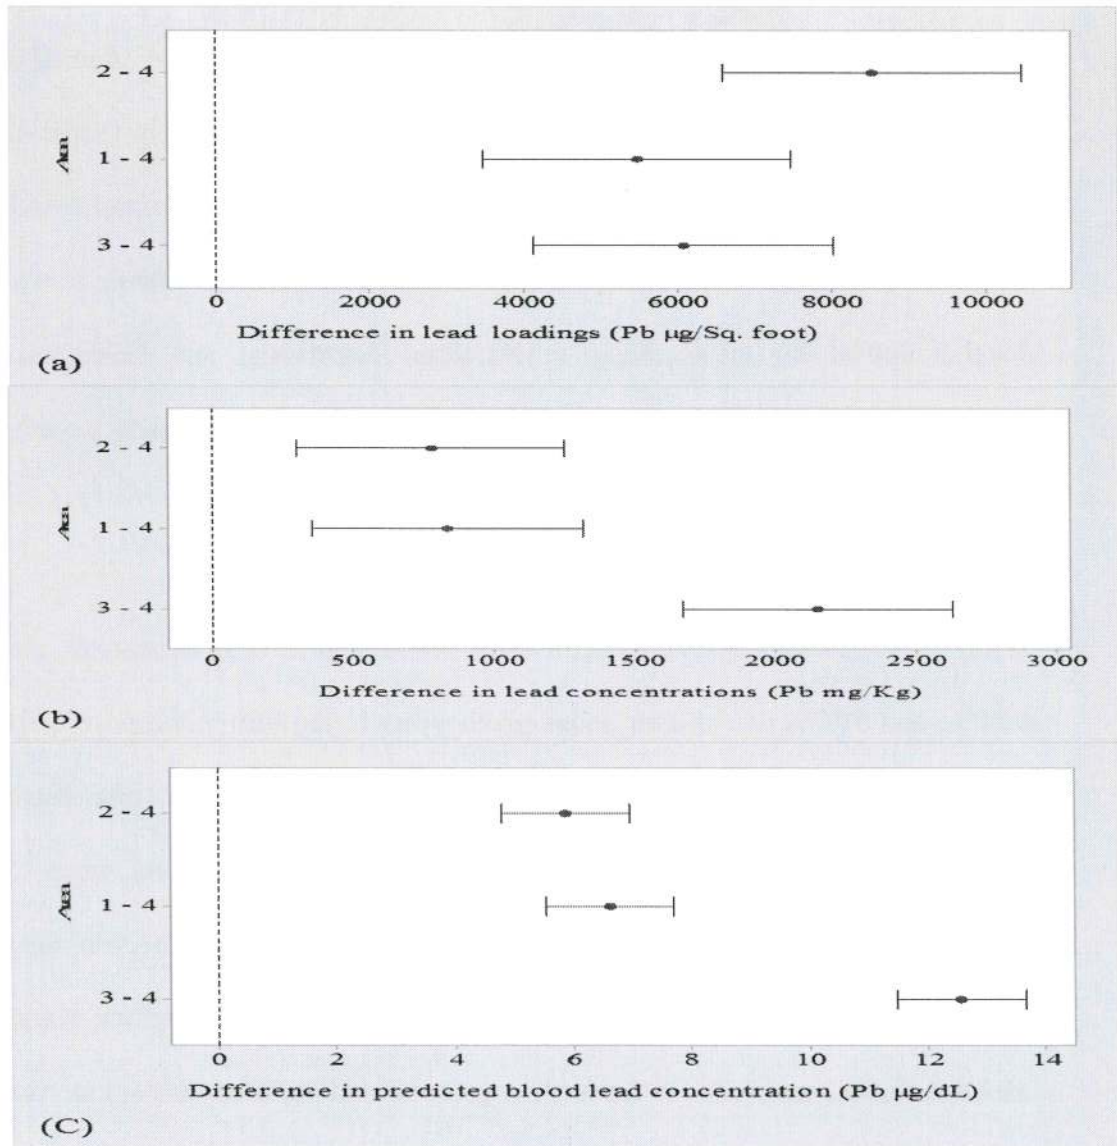 2 - 4
Area
1 - 4
3 - 4
0 2000 4000 6000 8000 10000
Difference in lead loadings (Pb µg/Sq. foot)
(a)
2 - 4
Area
1 - 4
3 - 4
0 500 1000 1500 2000 2500 3000
Difference in lead concentrations (Pb mg/Kg)
(b)
2 - 4
Area
1 - 4
3 - 4
0 2 4 6 8 10 12 14
Difference in predicted blood lead concentration (Pb µg/dL)
(C)